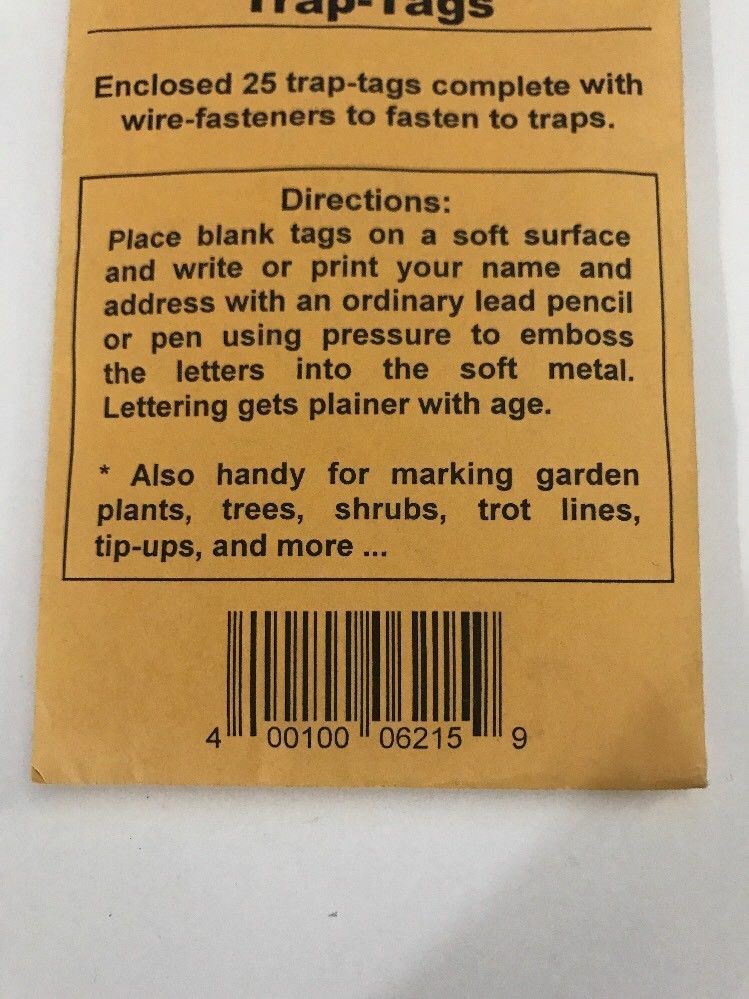 Trap-Tags
Enclosed 25 trap-tags complete with
wire-fasteners to fasten to traps.
Directions:
Place blank tags on a soft surface
and write or print your name and
address with an ordinary lead pencil
or pen using pressure to emboss
the letters into the soft metal.
Lettering gets plainer with age.
* Also handy for marking garden
plants, trees, shrubs, trot lines,
tip-ups, and more ...
4 00100 06215 9